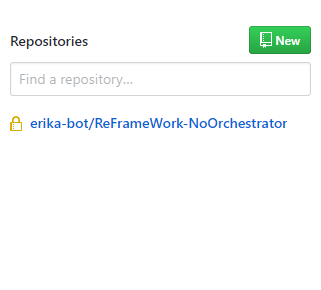 Repositories
New
Find a repository...
erika-bot/ReFrameWork-NoOrchestrator